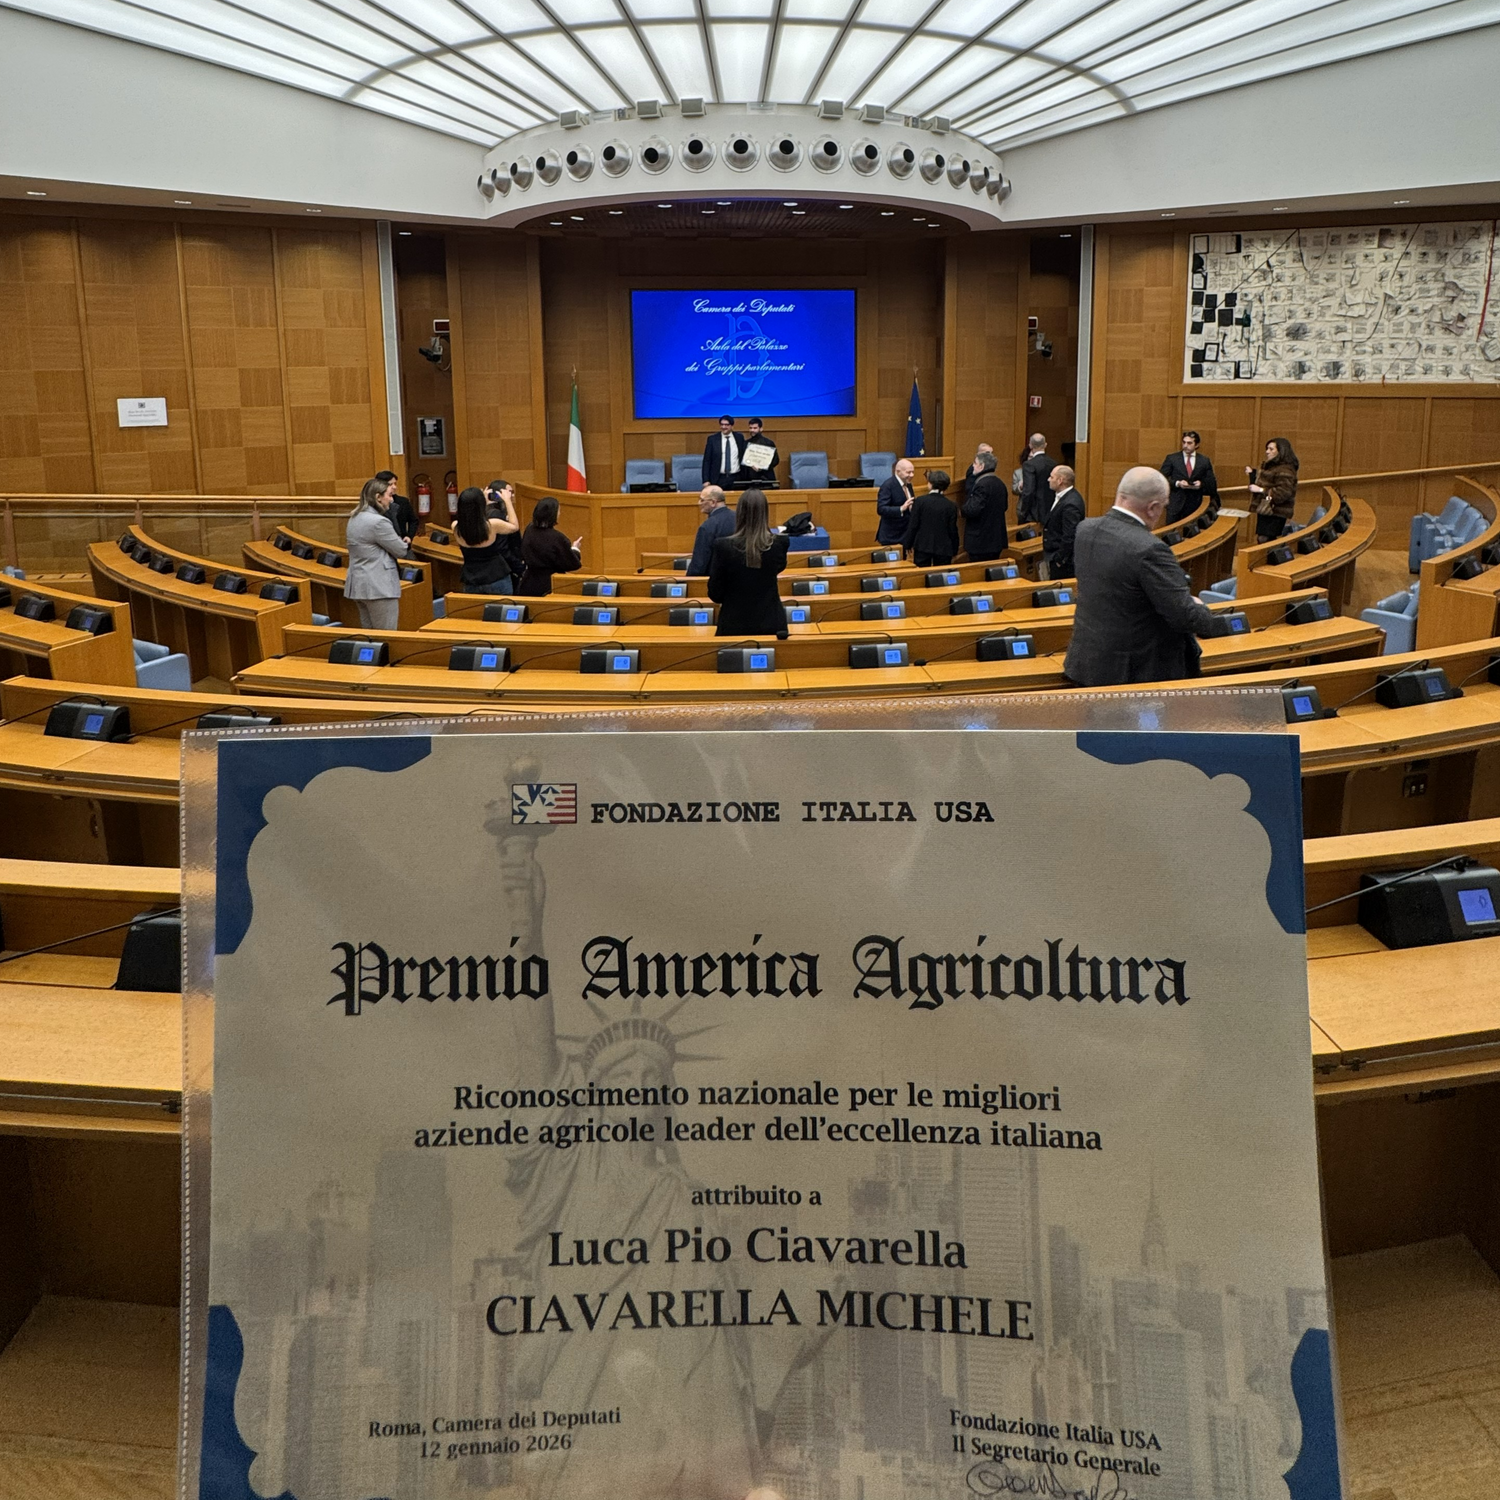 Camera dei Deputati
Aula del Palazzo
dei Gruppi parlamentari
FONDAZIONE ITALIA USA
Premio America Agricoltura
Riconoscimento nazionale per le migliori
aziende agricole leader dell'eccellenza italiana
attribuito a
Luca Pio Ciavarella
CIAVARELLA MICHELE
Roma, Camera dei Deputati
12 gennaio 2026
Fondazione Italia USA
Il Segretario Generale